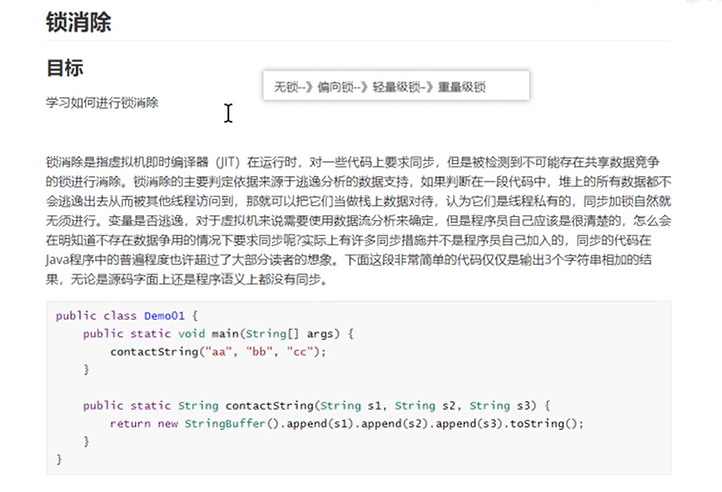 锁消除
目标
无锁--》偏向锁--》轻量级锁–》重量级锁
学习如何进行锁消除
锁消除是指虚拟机即时编译器（JIT）在运行时，对一些代码上要求同步，但是被检测到不可能存在共享数据竞争
的锁进行消除。锁消除的主要判定依据来源于逃逸分析的数据支持，如果判断在一段代码中，堆上的所有数据都不
会逃逸出去从而被其他线程访问到，那就可以把它们当做栈上数据对待，认为它们是线程私有的，同步加锁自然就
无须进行。变量是否逃逸，对于虚拟机来说需要使用数据流分析来确定，但是程序员自己应该是很清楚的，怎么会
在明知道不存在数据争用的情况下要求同步呢?实际上有许多同步措施并不是程序员自己加入的，同步的代码在
Java程序中的普遍程度也许超过了大部分读者的想象。下面这段非常简单的代码仅仅是输出3个字符串相加的结
果，无论是源码字面上还是程序语义上都没有同步。
public class Demo01 {
    public static void main(String[] args) {
        contactString("aa", "bb", "cc");
    }
    public static String contactString(String s1, String s2, String s3) {
        return new StringBuffer().append(s1).append(s2).append(s3).toString();
    }
}